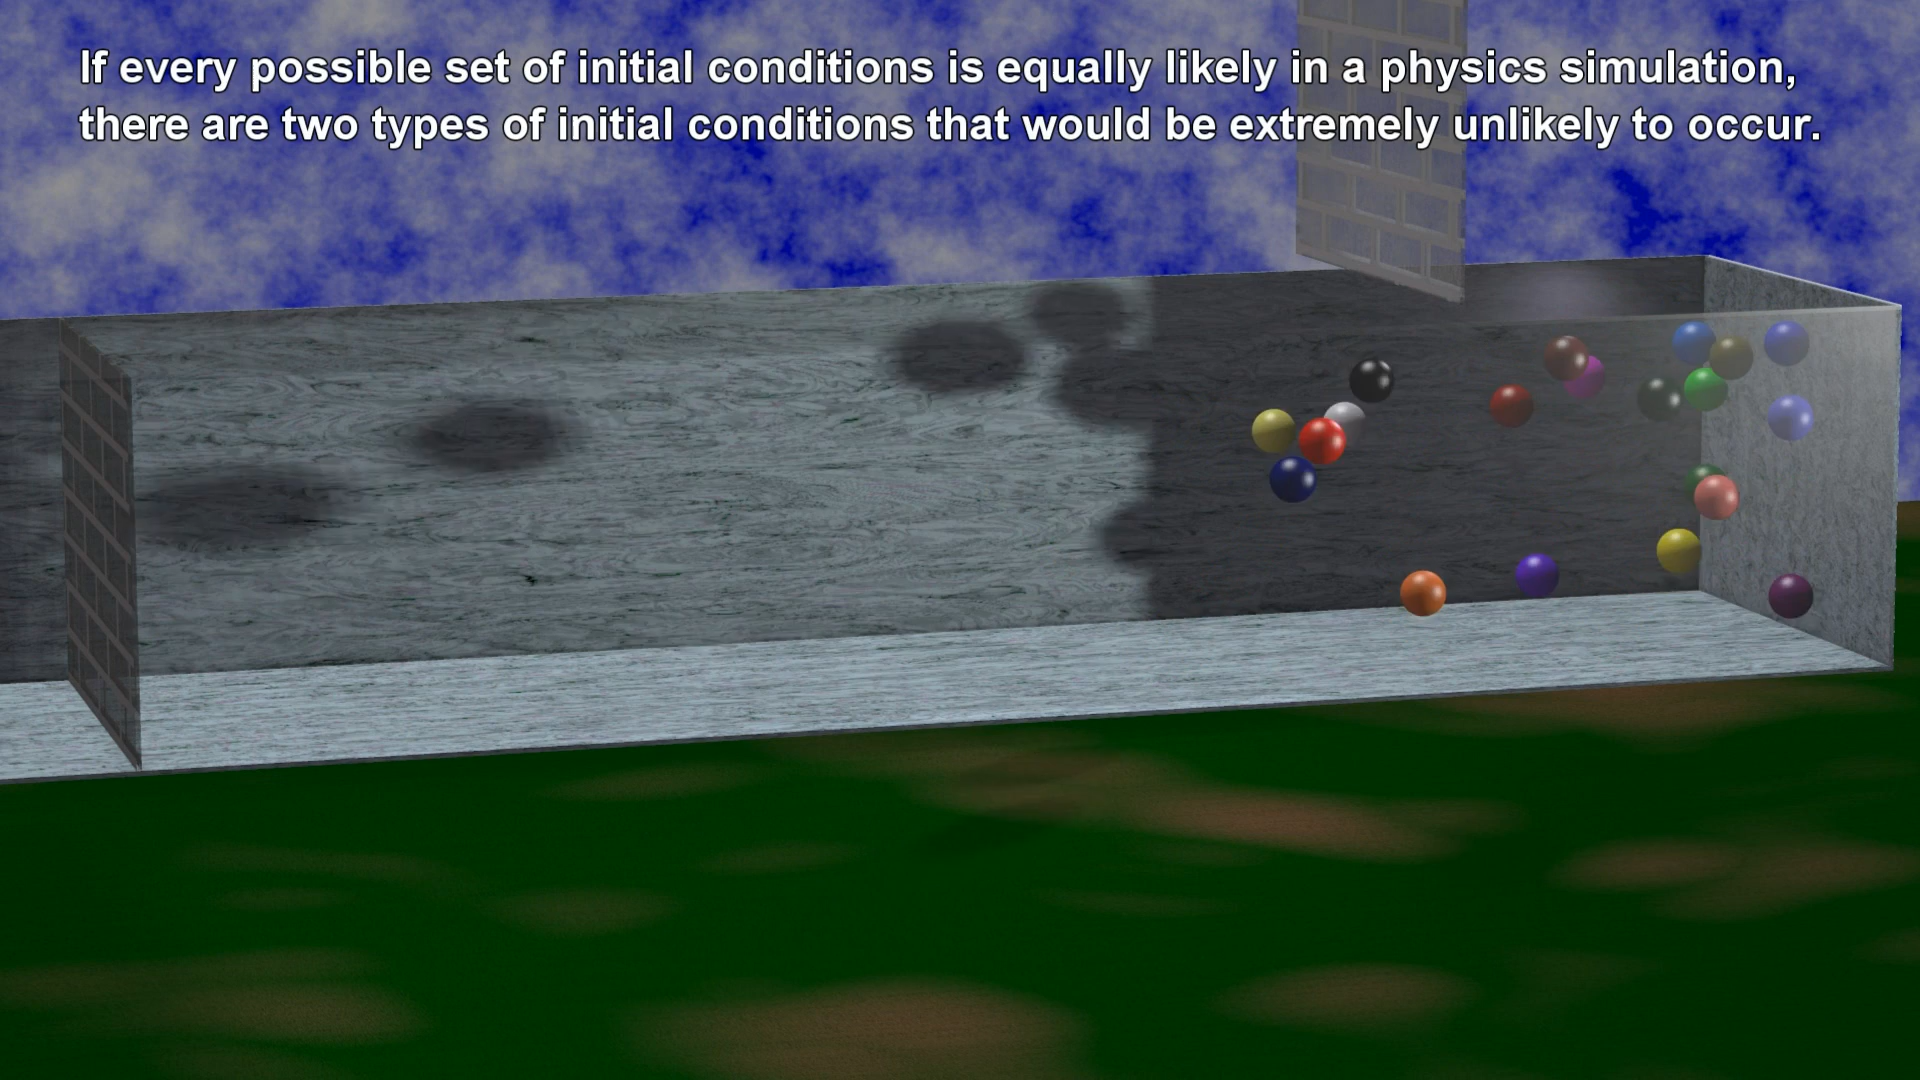 If every possible set of initial conditions is equally likely in a physics simulation,
there are two types of initial conditions that would be extremely unlikely to occur.